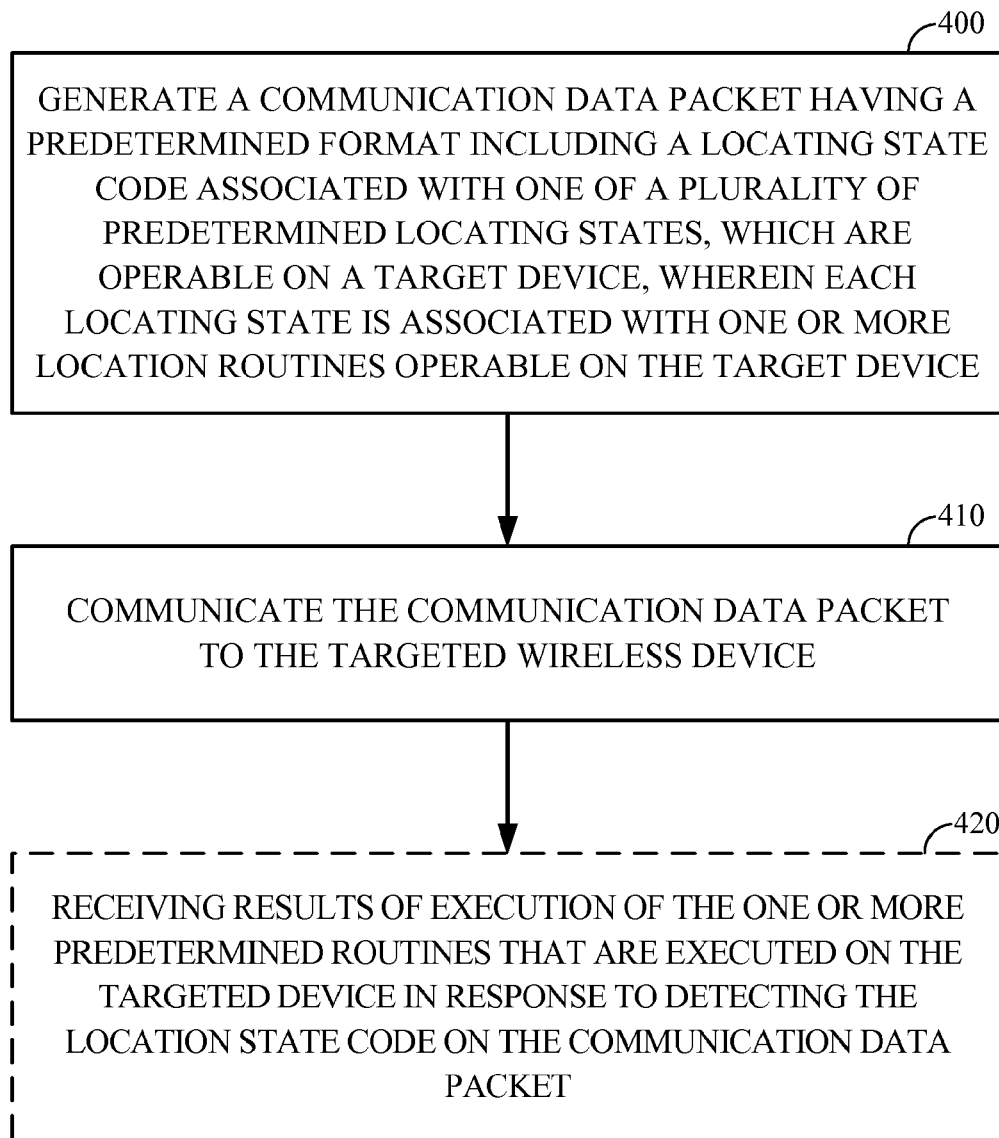 400
GENERATE A COMMUNICATION DATA PACKET HAVING A
PREDETERMINED FORMAT INCLUDING A LOCATING STATE
CODE ASSOCIATED WITH ONE OF A PLURALITY OF
PREDETERMINED LOCATING STATES, WHICH ARE
OPERABLE ON A TARGET DEVICE, WHEREIN EACH
LOCATING STATE IS ASSOCIATED WITH ONE OR MORE
LOCATION ROUTINES OPERABLE ON THE TARGET DEVICE
410
COMMUNICATE THE COMMUNICATION DATA PACKET
TO THE TARGETED WIRELESS DEVICE
420
RECEIVING RESULTS OF EXECUTION OF THE ONE OR MORE
PREDETERMINED ROUTINES THAT ARE EXECUTED ON THE
TARGETED DEVICE IN RESPONSE TO DETECTING THE
LOCATION STATE CODE ON THE COMMUNICATION DATA
PACKET